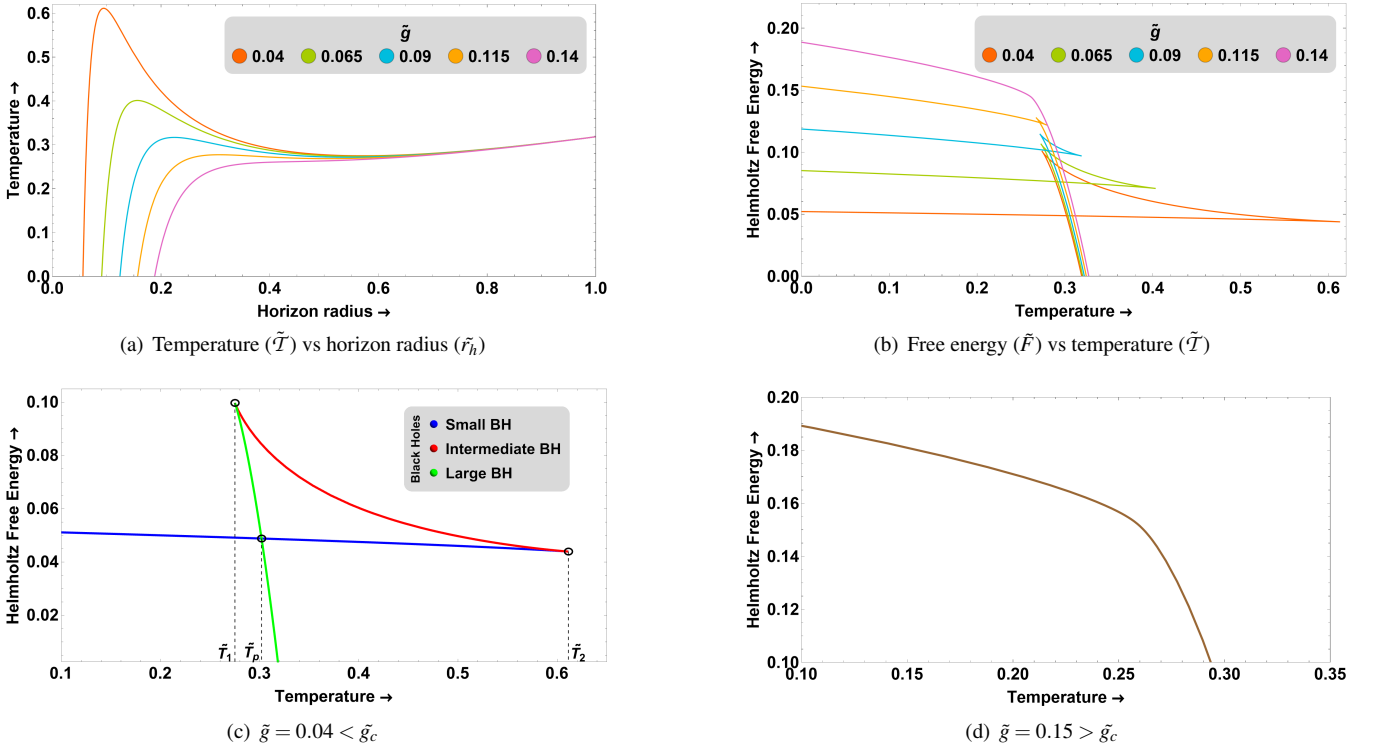 g̃
0.04 0.065 0.09 0.115 0.14
Temperature →
0.6
0.5
0.4
0.3
0.2
0.1
0.0
0.0 0.2 0.4 0.6 0.8 1.0
Horizon radius →
(a) Temperature (𝒯̃) vs horizon radius (r̃ₕ)
g̃
0.04 0.065 0.09 0.115 0.14
Helmholtz Free Energy →
0.20
0.15
0.10
0.05
0.00
0.0 0.1 0.2 0.3 0.4 0.5 0.6
Temperature →
(b) Free energy (F̃) vs temperature (𝒯̃)
Helmholtz Free Energy →
0.10
0.08
0.06
0.04
0.02
Black Holes
Small BH
Intermediate BH
Large BH
T̃₁ T̃ₚ T̃₂
0.1 0.2 0.3 0.4 0.5 0.6
Temperature →
(c) g̃ = 0.04 < g̃c
Helmholtz Free Energy →
0.20
0.18
0.16
0.14
0.12
0.10
0.10 0.15 0.20 0.25 0.30 0.35
Temperature →
(d) g̃ = 0.15 > g̃c